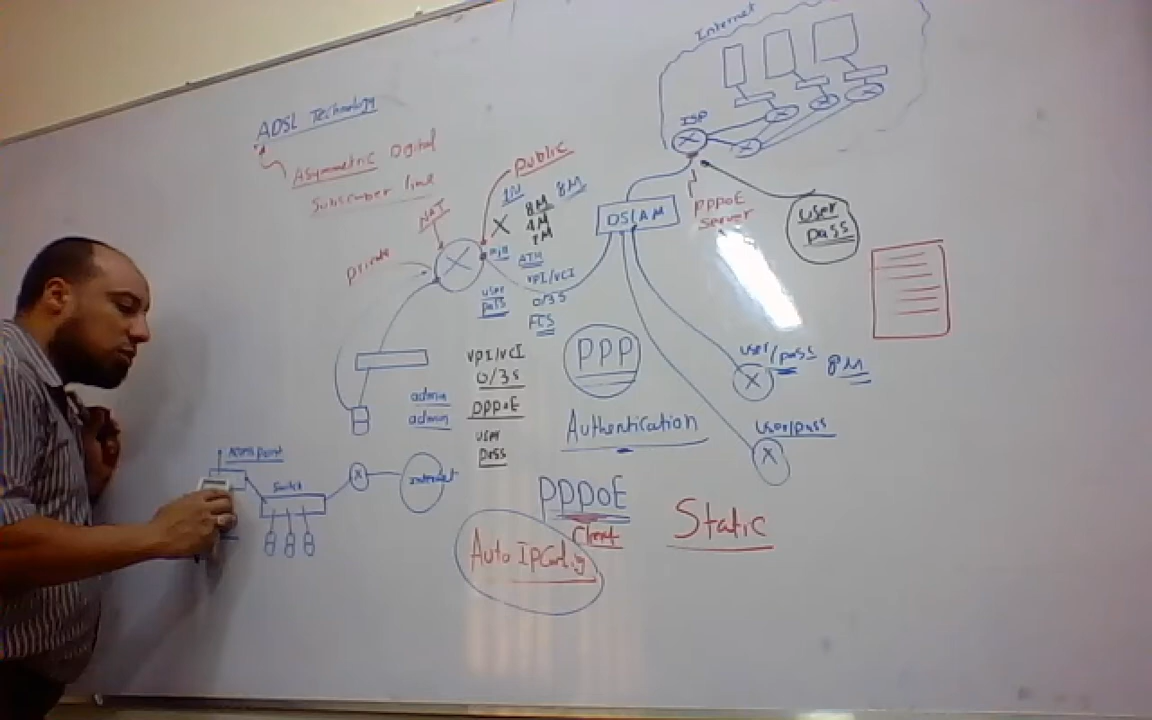 ADSL Technology
Asymmetric Digital
Subscriber line
Internet
ISP
PPPoE
Server
user
pass
DSLAM
Public
NAT
private
8M
8M
4M
1M
ATM
VPI/VCI
0/35
user
pass
VPI/VCI
0/35
PPPoE
user
pass
admin
admin
PPP
Authentication
user/pass
8M
user/pass
PPPoE
Client
Auto IPConfig
Static
Access point
Switch
internet